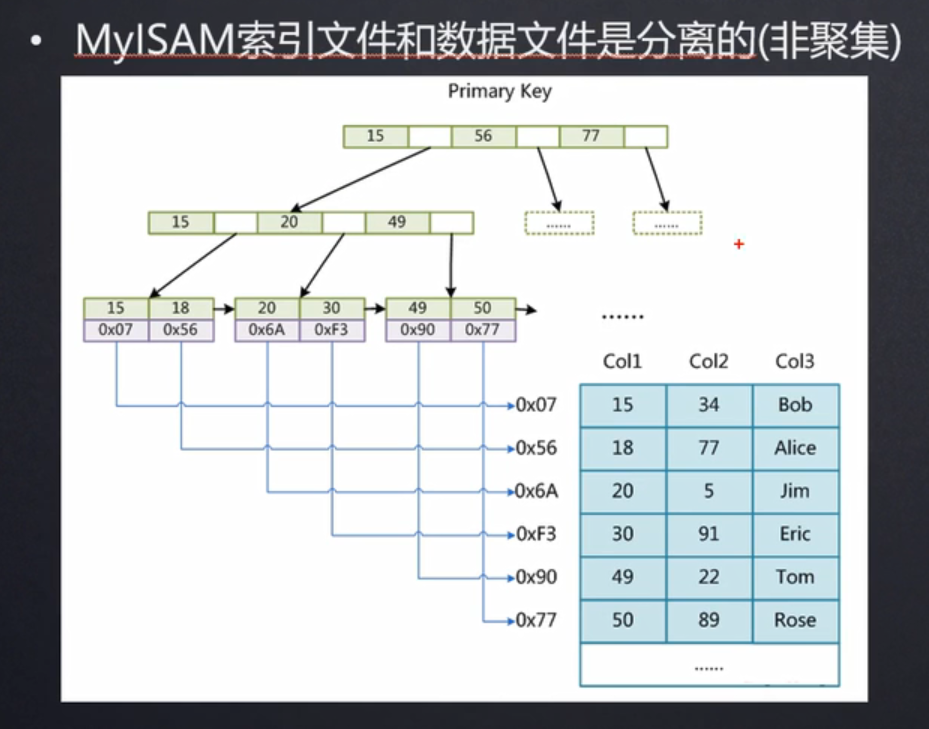 • MyISAM索引文件和数据文件是分离的(非聚集)
Primary Key
15 56 77
15 20 49 ...... ......
15 18 20 30 49 50
0x07 0x56 0x6A 0xF3 0x90 0x77
......
Col1 Col2 Col3
0x07 15 34 Bob
0x56 18 77 Alice
0x6A 20 5 Jim
0xF3 30 91 Eric
0x90 49 22 Tom
0x77 50 89 Rose
......